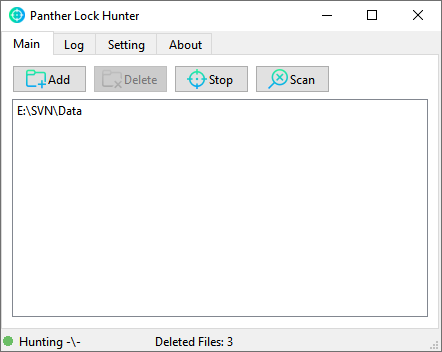 Panther Lock Hunter
Main Log Setting About
Add Delete Stop Scan
E:\SVN\Data
Hunting -\- Deleted Files: 3